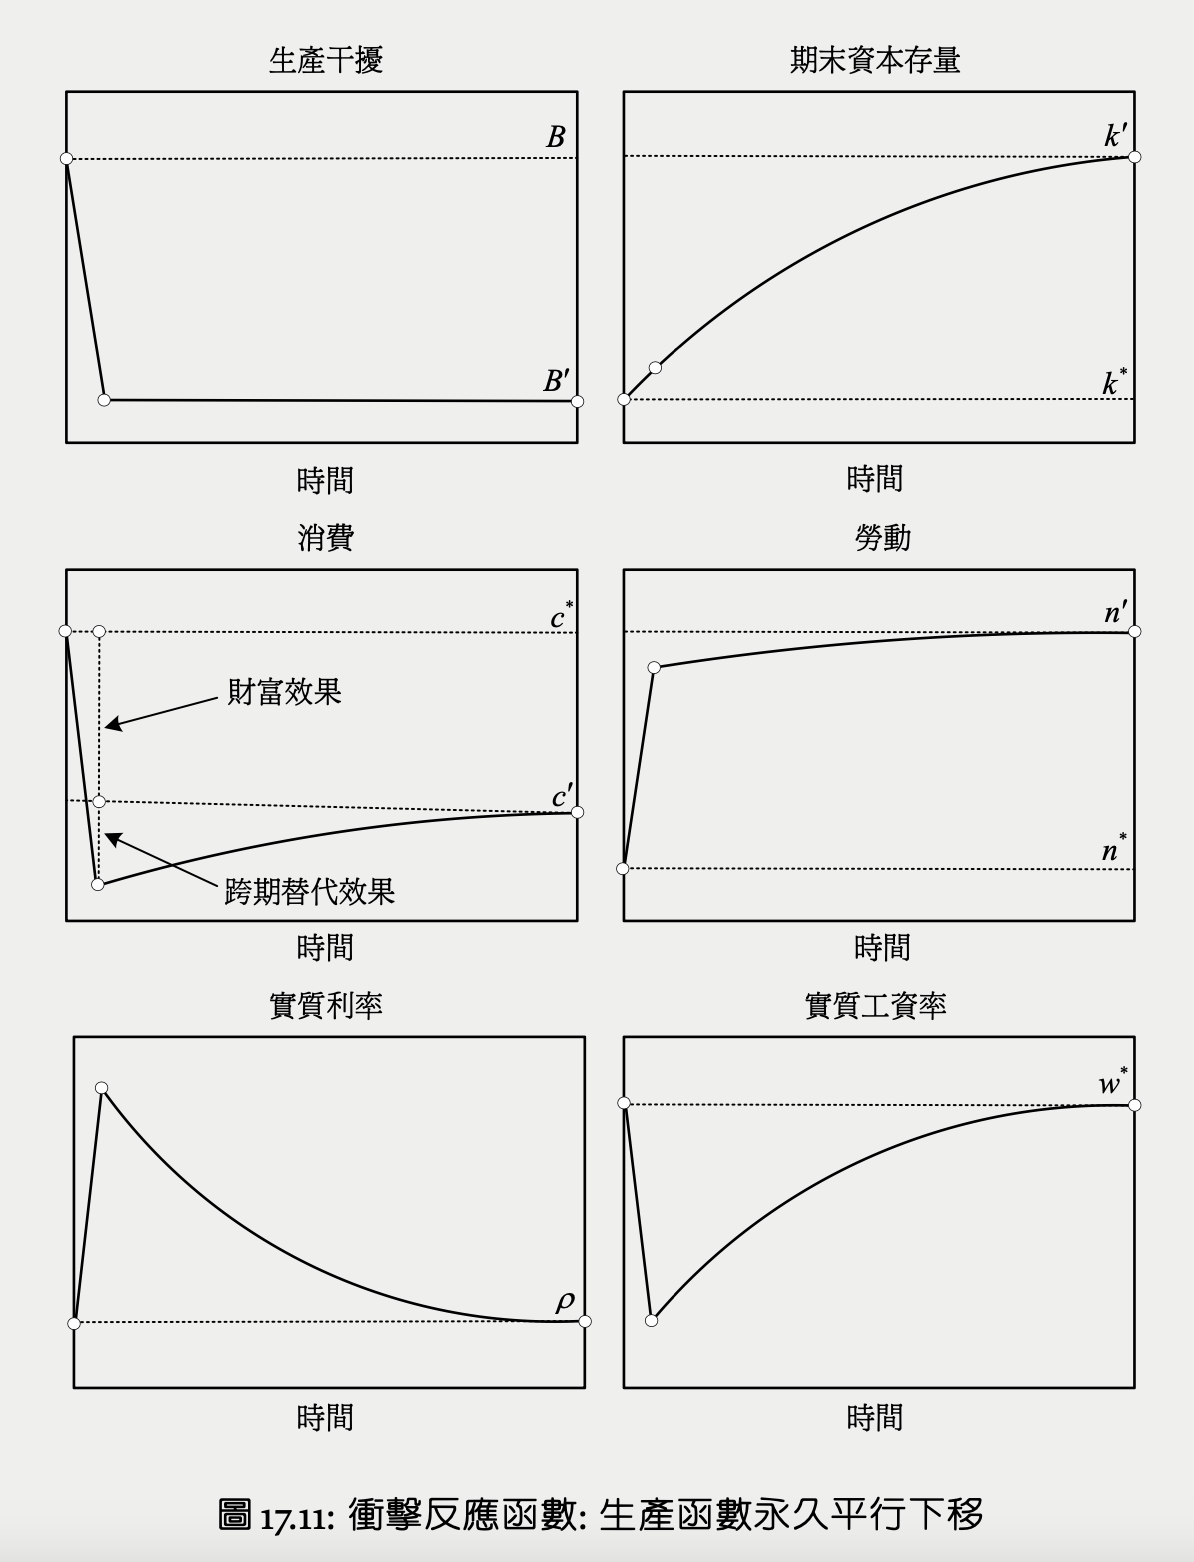 生產干擾
期末資本存量
B
k′
B′
k*
時間
時間
消費
勞動
c*
n′
財富效果
c′
n*
跨期替代效果
時間
時間
實質利率
實質工資率
w*
ρ
時間
時間
圖 17.11: 衝擊反應函數: 生產函數永久平行下移